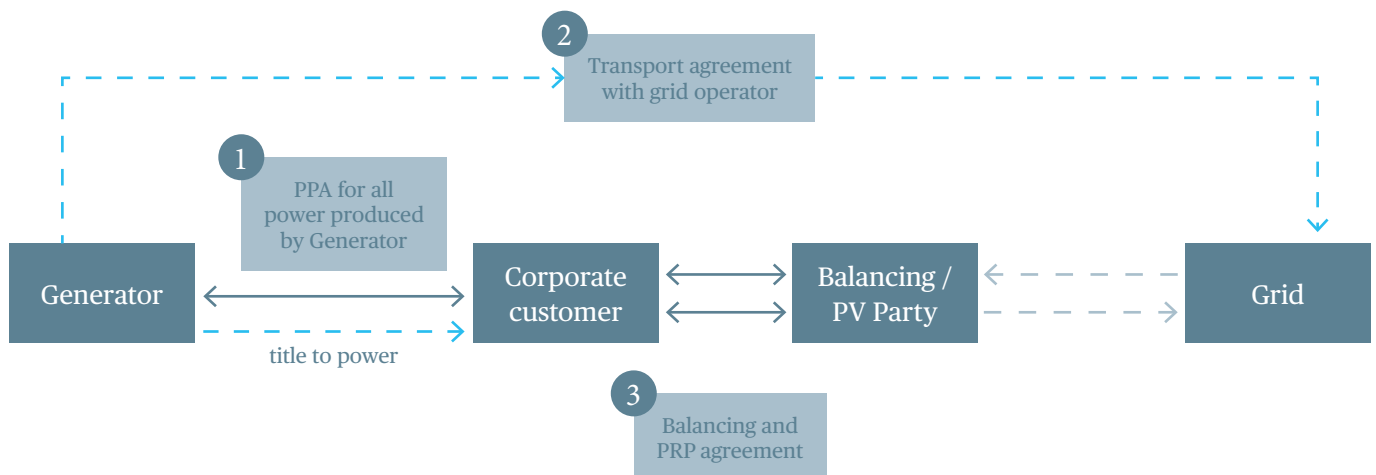 2
Transport agreement
with grid operator
1
PPA for all
power produced
by Generator
Generator
title to power
Corporate
customer
Balancing /
PV Party
Grid
3
Balancing and
PRP agreement